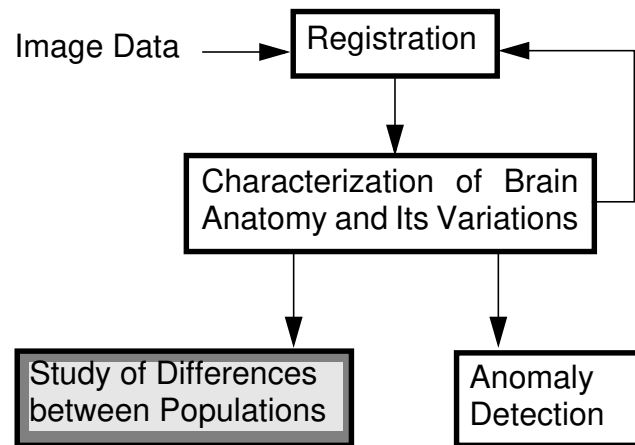 Image Data
Registration
Characterization of Brain
Anatomy and Its Variations
Study of Differences
between Populations
Anomaly
Detection